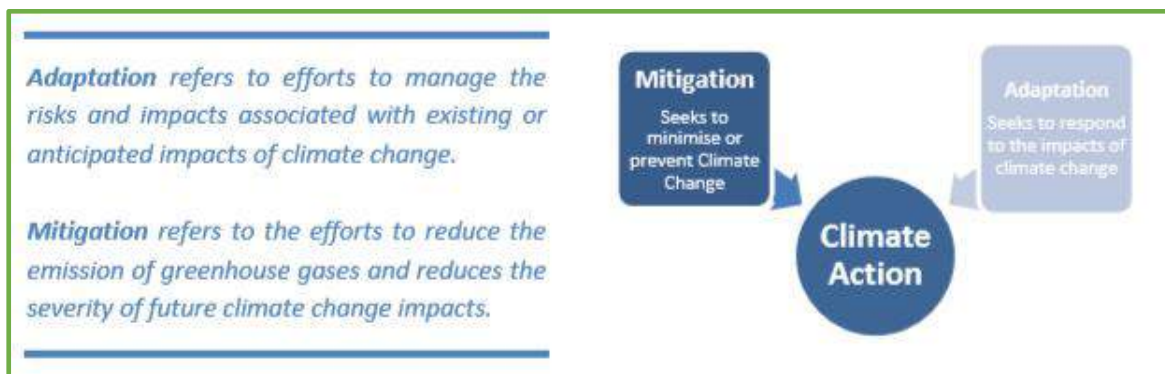 Adaptation refers to efforts to manage the
risks and impacts associated with existing or
anticipated impacts of climate change.
Mitigation refers to the efforts to reduce the
emission of greenhouse gases and reduces the
severity of future climate change impacts.
Mitigation
Seeks to
minimise or
prevent Climate
Change
Adaptation
Seeks to respond
to the impacts of
climate change
Climate
Action